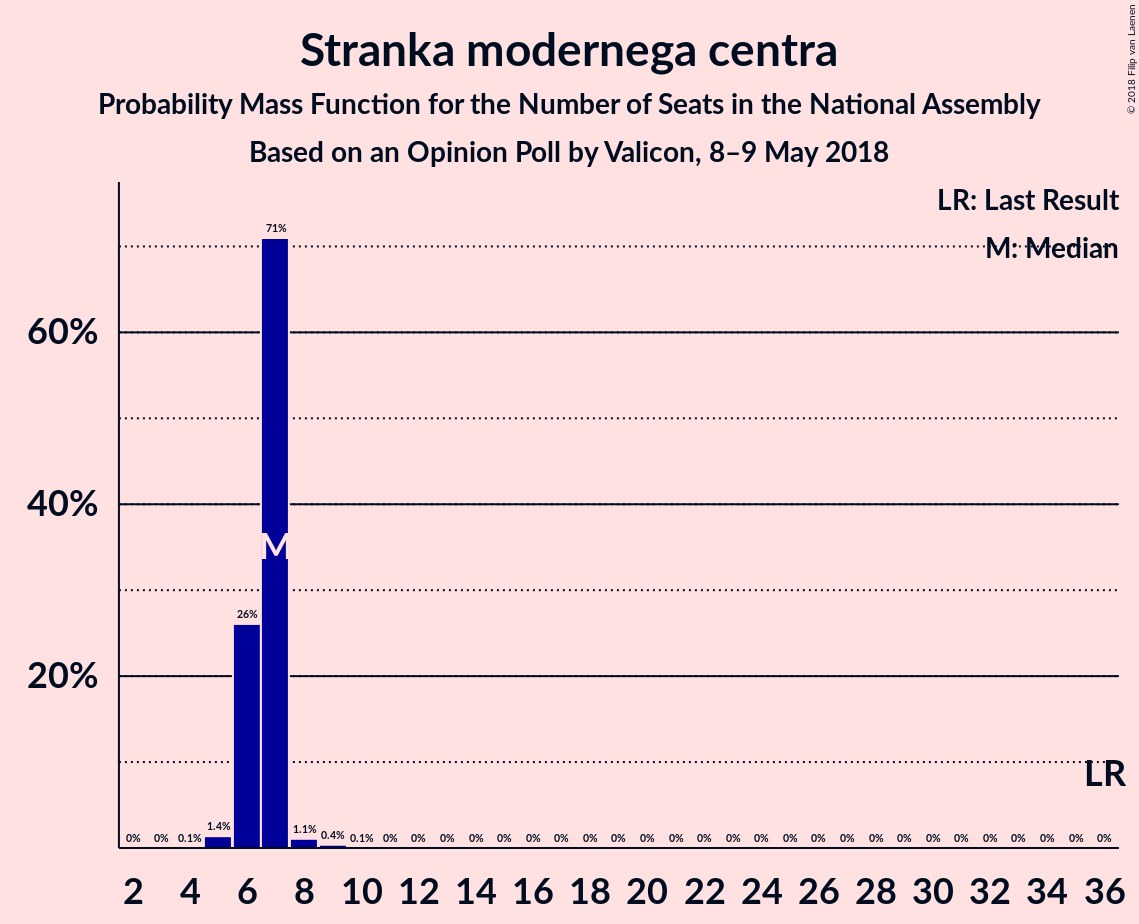 Stranka modernega centra
Probability Mass Function for the Number of Seats in the National Assembly
Based on an Opinion Poll by Valicon, 8–9 May 2018
© 2018 Filip van Laenen
LR: Last Result
M: Median
60%
40%
20%
71%
M
26%
LR
0% 0% 0.1% 1.4% 1.1% 0.4% 0.1% 0% 0% 0% 0% 0% 0% 0% 0% 0% 0% 0% 0% 0% 0% 0% 0% 0% 0% 0% 0% 0% 0% 0% 0% 0% 0%
2 4 6 8 10 12 14 16 18 20 22 24 26 28 30 32 34 36